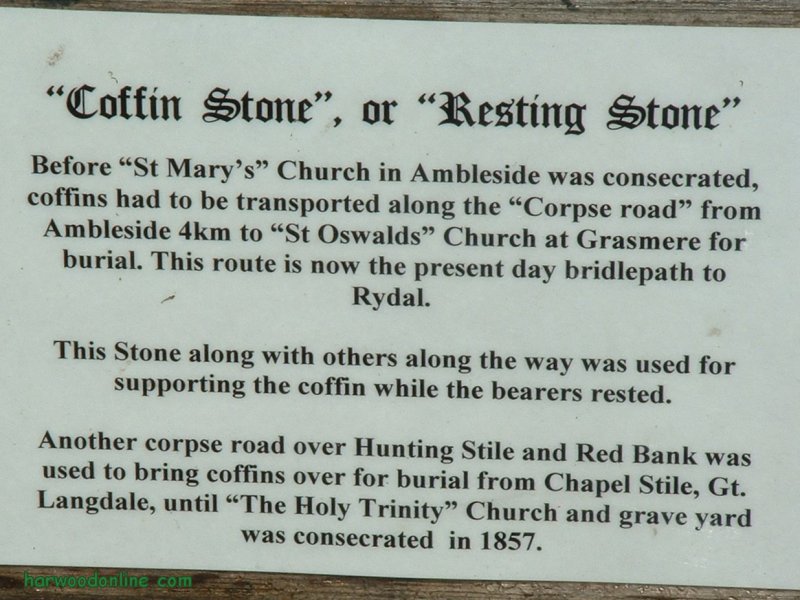 "Coffin Stone", or "Resting Stone"
Before "St Mary's" Church in Ambleside was consecrated,
coffins had to be transported along the "Corpse road" from
Ambleside 4km to "St Oswalds" Church at Grasmere for
burial. This route is now the present day bridlepath to
Rydal.
This Stone along with others along the way was used for
supporting the coffin while the bearers rested.
Another corpse road over Hunting Stile and Red Bank was
used to bring coffins over for burial from Chapel Stile, Gt.
Langdale, until "The Holy Trinity" Church and grave yard
was consecrated in 1857.
harwoodonline.com